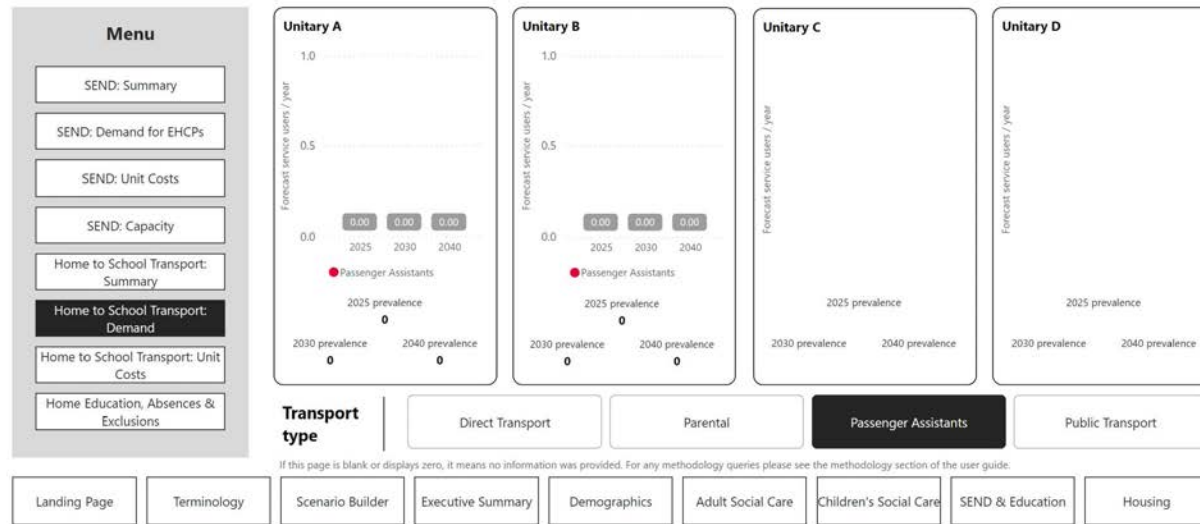 Menu
SEND: Summary
SEND: Demand for EHCPs
SEND: Unit Costs
SEND: Capacity
Home to School Transport:
Summary
Home to School Transport:
Demand
Home to School Transport: Unit
Costs
Home Education, Absences &
Exclusions
Unitary A
Forecast service users / year
1.0
0.5
0.0
0.00 0.00 0.00
2025 2030 2040
Passenger Assistants
2025 prevalence
0
2030 prevalence 2040 prevalence
0 0
Unitary B
Forecast service users / year
1.0
0.5
0.0
0.00 0.00 0.00
2025 2030 2040
Passenger Assistants
2025 prevalence
0
2030 prevalence 2040 prevalence
0 0
Unitary C
Forecast service users / year
2025 prevalence
2030 prevalence 2040 prevalence
Unitary D
Forecast service users / year
2025 prevalence
2030 prevalence 2040 prevalence
Transport
type
Direct Transport
Parental
Passenger Assistants
Public Transport
If this page is blank or displays zero, it means no information was provided. For any methodology queries please see the methodology section of the user guide.
Landing Page
Terminology
Scenario Builder
Executive Summary
Demographics
Adult Social Care
Children's Social Care
SEND & Education
Housing